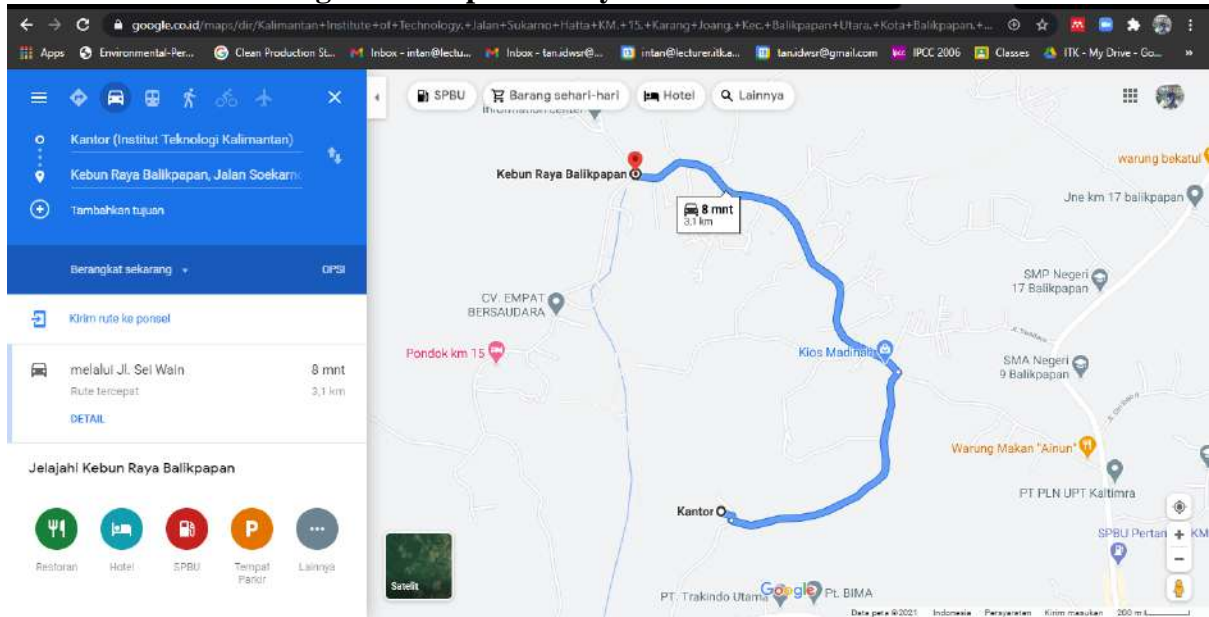 google.co.id/maps/dir/Kalimantan+Institute+of+Technology,+Jalan+Sukarno+Hatta+KM.+15,+Karang+Joang,+Kec.+Balikpapan+Utara,+Kota+Balikpapan,+...
Apps
Environmental-Per...
Clean Production St...
Inbox - intan@lectu...
Inbox - tan.idwsr@...
intan@lecturer.itk.a...
tan.idwsr@gmail.com
IPCC 2006
Classes
ITK - My Drive - Go...
»
Kantor (Institut Teknologi Kalimantan)
Kebun Raya Balikpapan, Jalan Soekarno
Tambahkan tujuan
Berangkat sekarang
OPSI
Kirim rute ke ponsel
melalui Jl. Sei Wain
8 mnt
Rute tercepat
3,1 km
DETAIL
Jelajahi Kebun Raya Balikpapan
Restoran
Hotel
SPBU
Tempat Parkir
Lainnya
SPBU
Barang sehari-hari
Hotel
Lainnya
Information Center
warung bekatul
Kebun Raya Balikpapan
Jne km 17 balikpapan
8 mnt
3,1 km
SMP Negeri
17 Balikpapan
CV. EMPAT
BERSAUDARA
Pondok km 15
Kios Madinah
SMA Negeri
9 Balikpapan
Warung Makan "Ainun"
PT PLN UPT Kaltimra
Kantor
SPBU Pertam
KM
Satelit
PT. Trakindo Utama
Google
Pt. BIMA
Data peta ©2021
Indonesia
Persyaratan
Kirim masukan
200 m